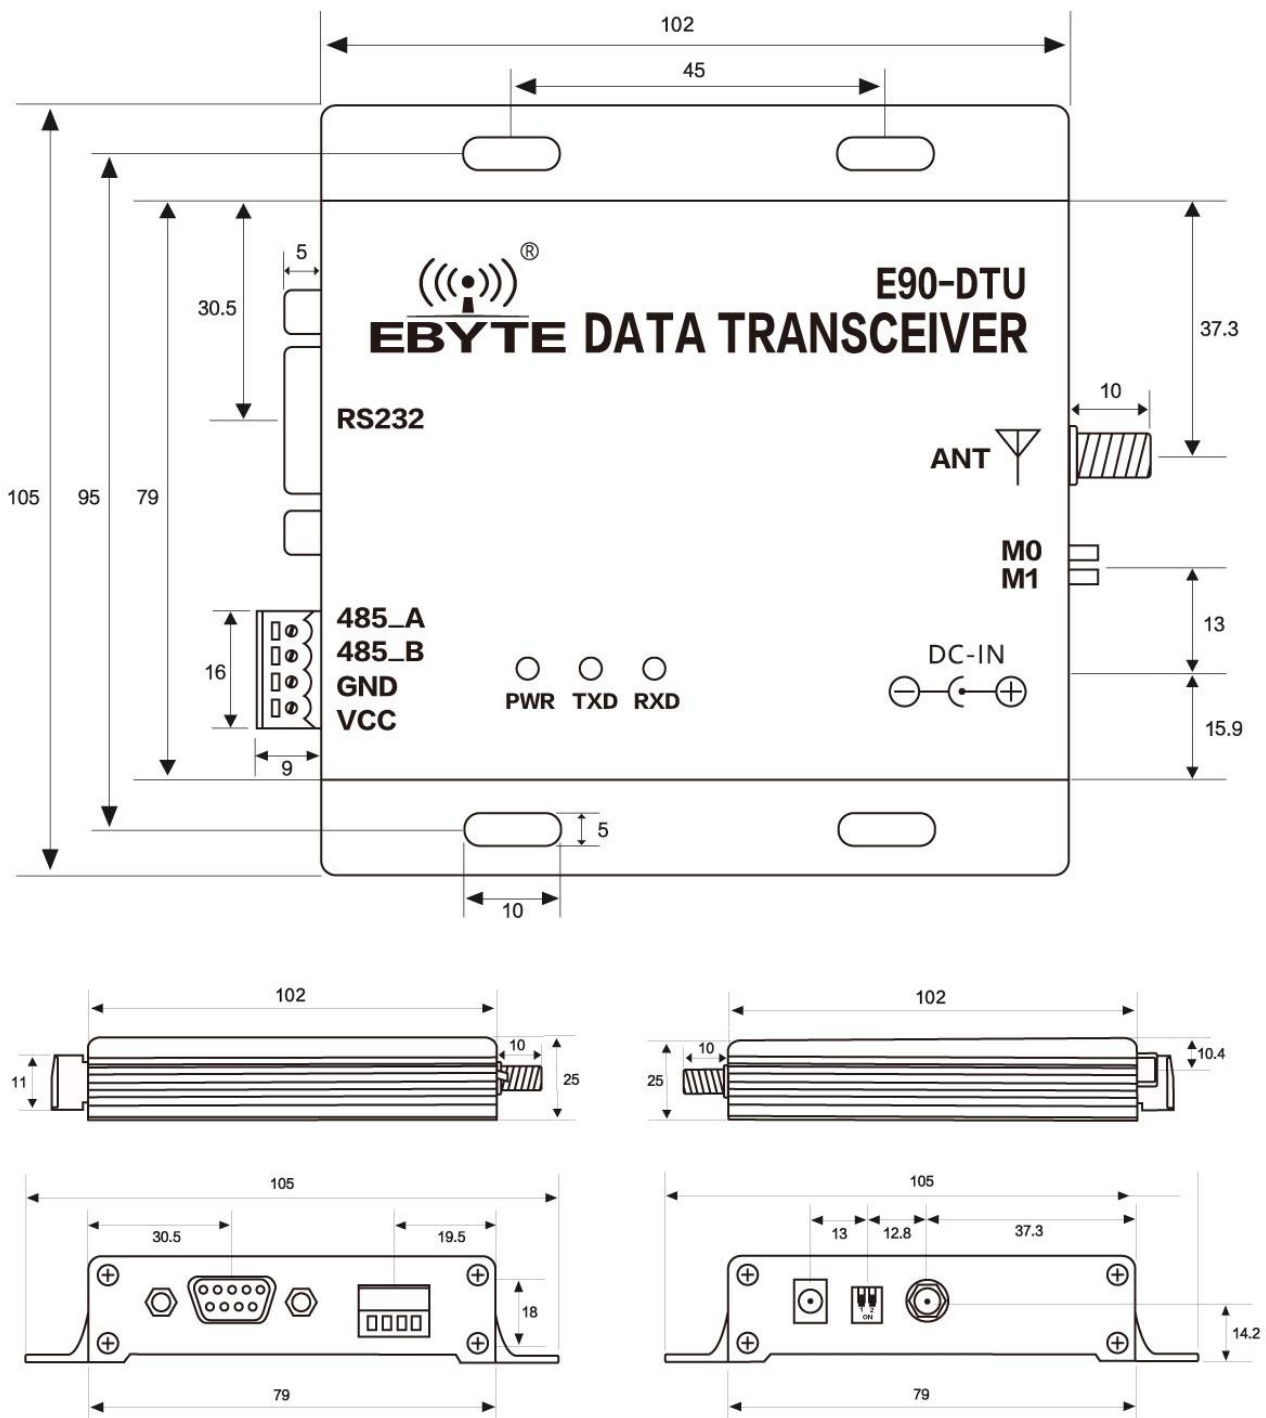 102
45
®
5
E90-DTU
30.5
EBYTE DATA TRANSCEIVER
37.3
10
RS232
ANT
105
95
79
M0
M1
485_A
13
485_B
DC-IN
16
GND
PWR TXD RXD
VCC
15.9
9
5
10
102
102
10
10
10.4
11
25
25
105
105
30.5
19.5
13
12.8
37.3
18
1 2
ON
14.2
79
79